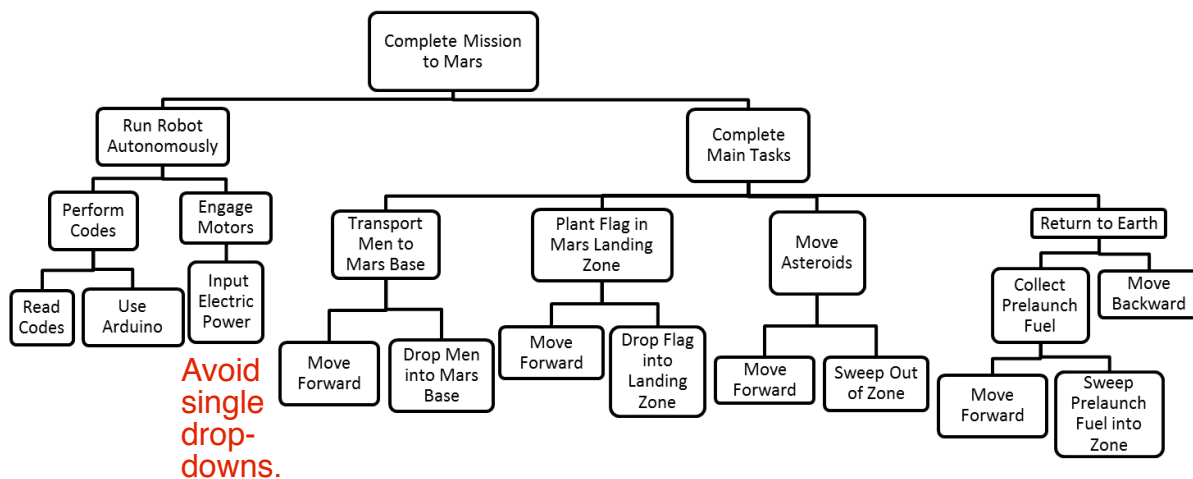 Complete Mission
to Mars
Run Robot
Autonomously
Complete
Main Tasks
Perform
Codes
Engage
Motors
Transport
Men to
Mars Base
Plant Flag in
Mars Landing
Zone
Move
Asteroids
Return to Earth
Read
Codes
Use
Arduino
Input
Electric
Power
Move
Forward
Drop Men
into Mars
Base
Move
Forward
Drop Flag
into
Landing
Zone
Move
Forward
Sweep Out
of Zone
Collect
Prelaunch
Fuel
Move
Backward
Move
Forward
Sweep
Prelaunch
Fuel into
Zone
Avoid
single
drop-
downs.